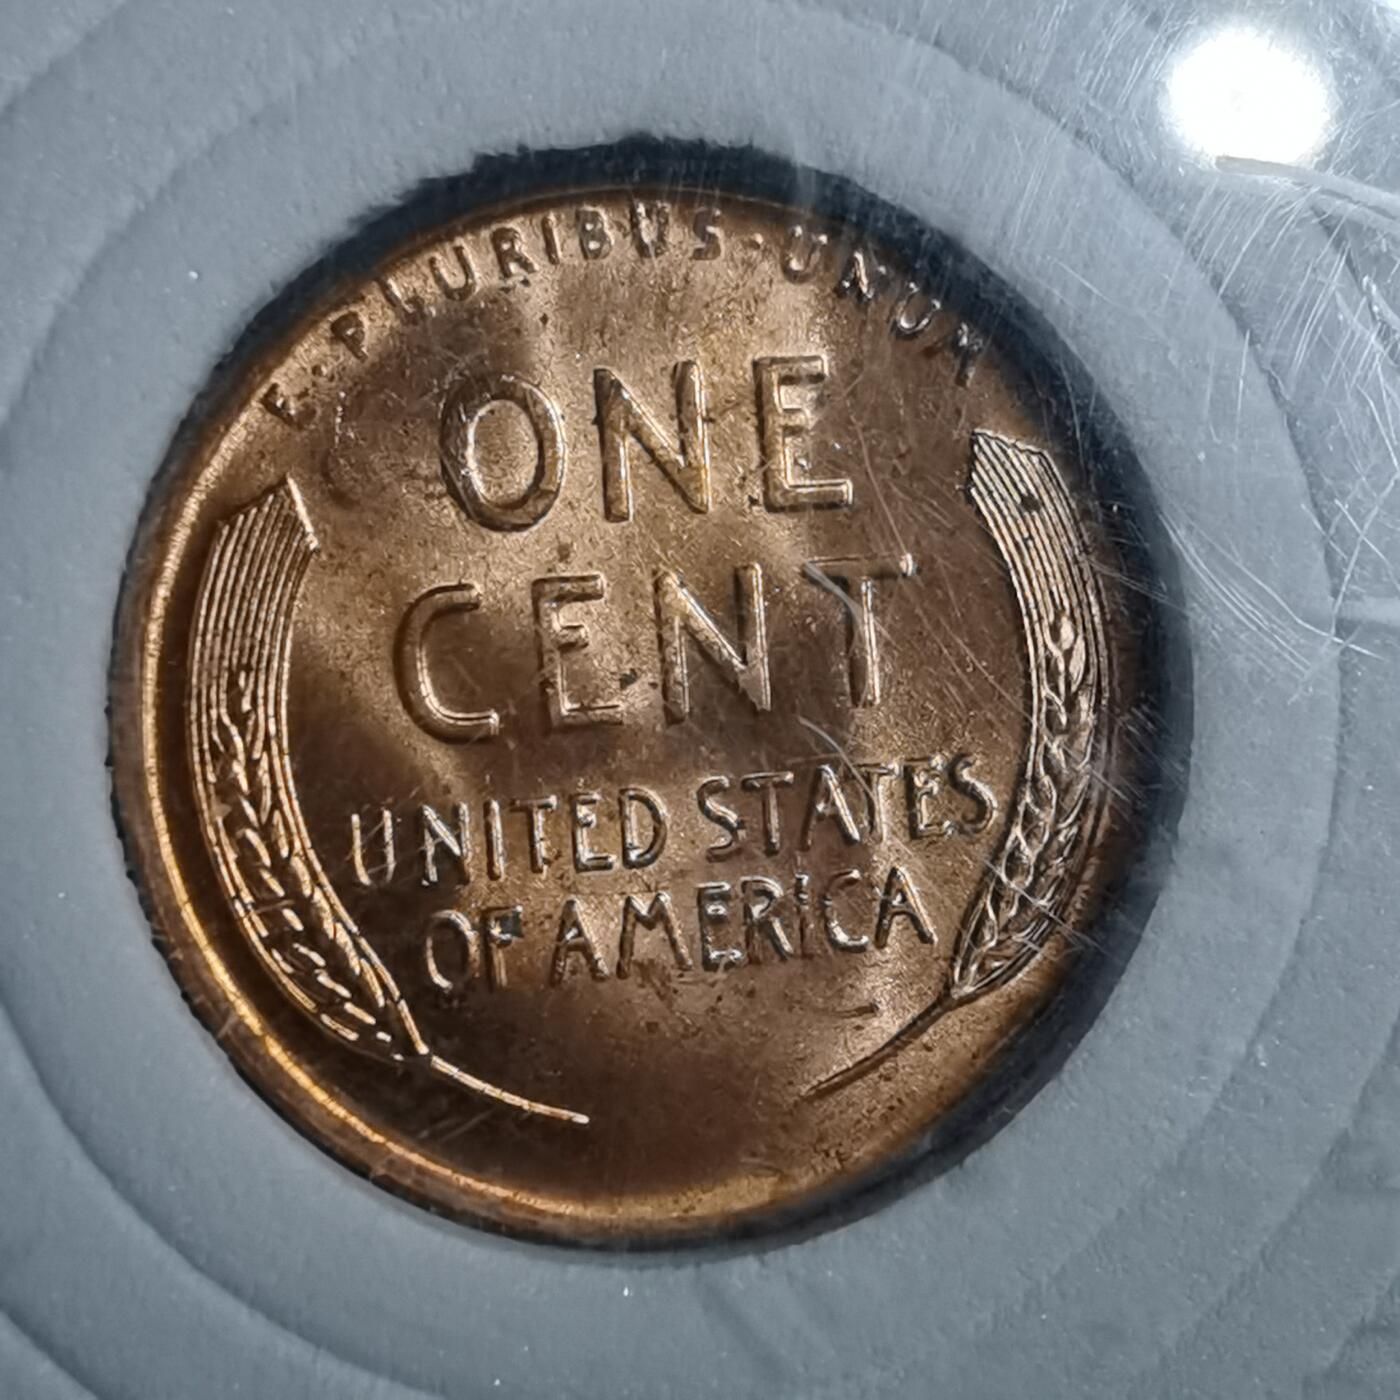 E·PLURIBUS·UNUM
ONE
CENT
UNITED STATES
OF AMERICA